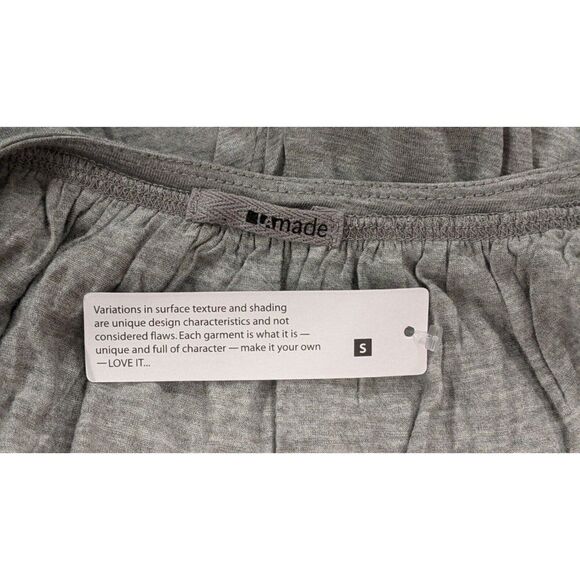 LAmade
Variations in surface texture and shading
are unique design characteristics and not
considered flaws. Each garment is what it is —
unique and full of character — make it your own
—LOVE IT...
S